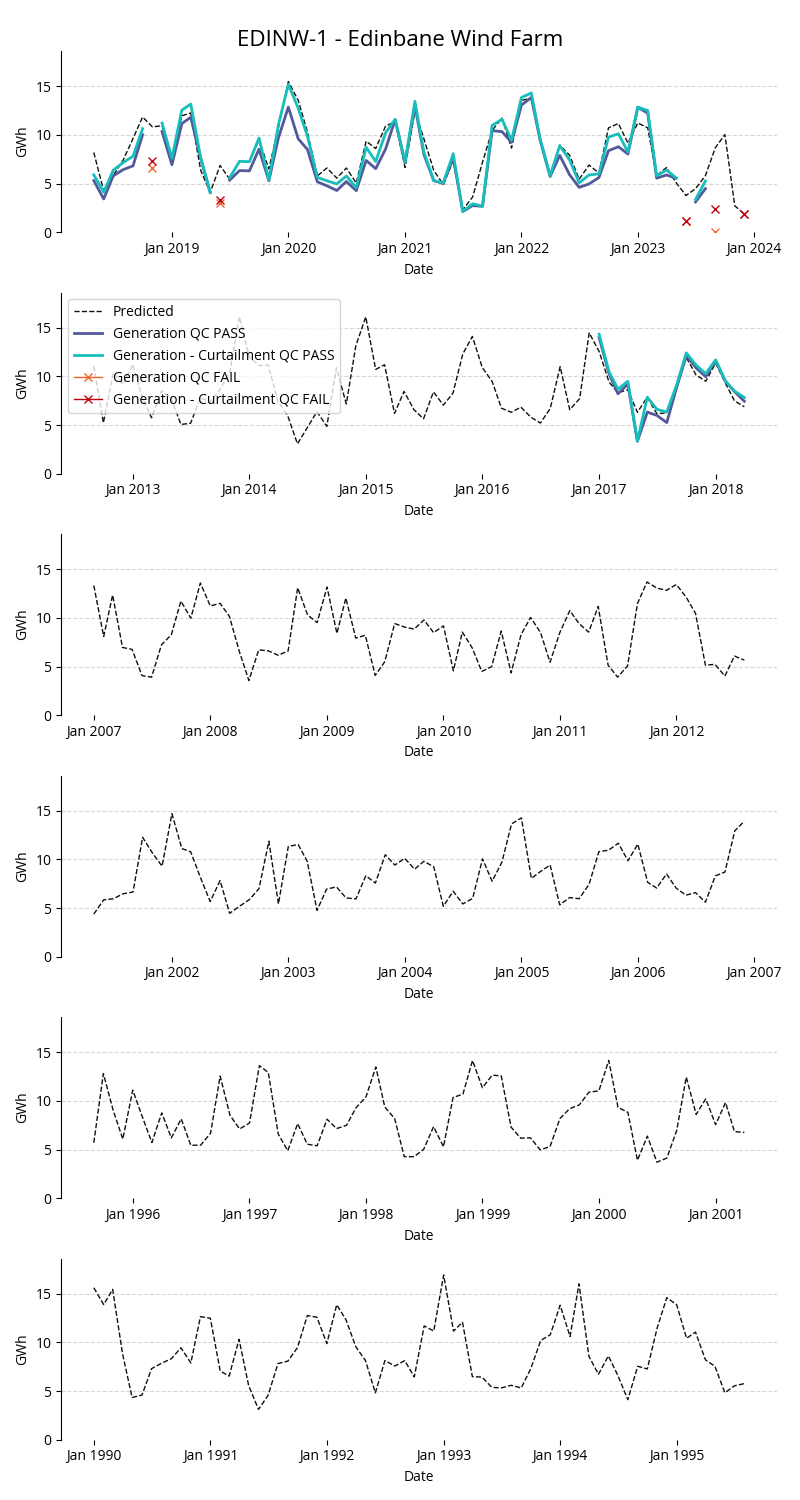 EDINW-1 - Edinbane Wind Farm
15
10
5
0
GWh
Jan 2019
Jan 2020
Jan 2021
Jan 2022
Jan 2023
Jan 2024
Date
Predicted
Generation QC PASS
Generation - Curtailment QC PASS
Generation QC FAIL
Generation - Curtailment QC FAIL
15
10
5
0
GWh
Jan 2013
Jan 2014
Jan 2015
Jan 2016
Jan 2017
Jan 2018
Date
15
10
5
0
GWh
Jan 2007
Jan 2008
Jan 2009
Jan 2010
Jan 2011
Jan 2012
Date
15
10
5
0
GWh
Jan 2002
Jan 2003
Jan 2004
Jan 2005
Jan 2006
Jan 2007
Date
15
10
5
0
GWh
Jan 1996
Jan 1997
Jan 1998
Jan 1999
Jan 2000
Jan 2001
Date
15
10
5
0
GWh
Jan 1990
Jan 1991
Jan 1992
Jan 1993
Jan 1994
Jan 1995
Date